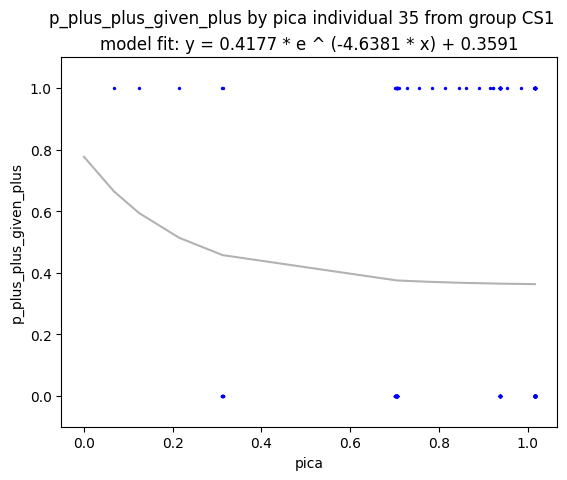 p_plus_plus_given_plus by pica individual 35 from group CS1
model fit: y = 0.4177 * e ^ (-4.6381 * x) + 0.3591
1.0
0.8
0.6
0.4
0.2
0.0
p_plus_plus_given_plus
0.0 0.2 0.4 0.6 0.8 1.0
pica